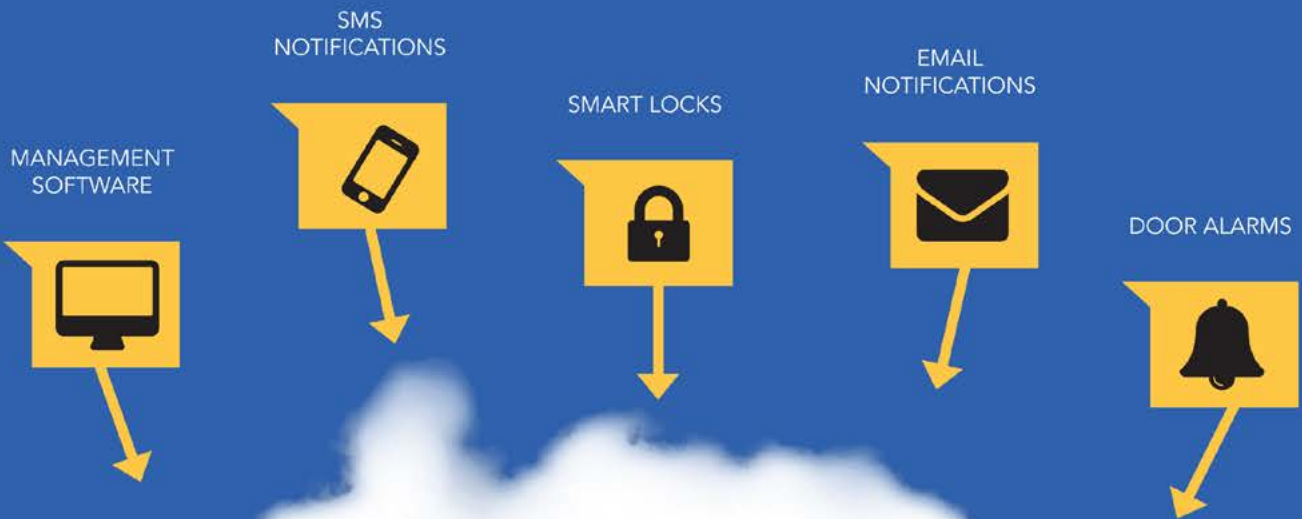 MANAGEMENT
SOFTWARE
SMS
NOTIFICATIONS
SMART LOCKS
EMAIL
NOTIFICATIONS
DOOR ALARMS